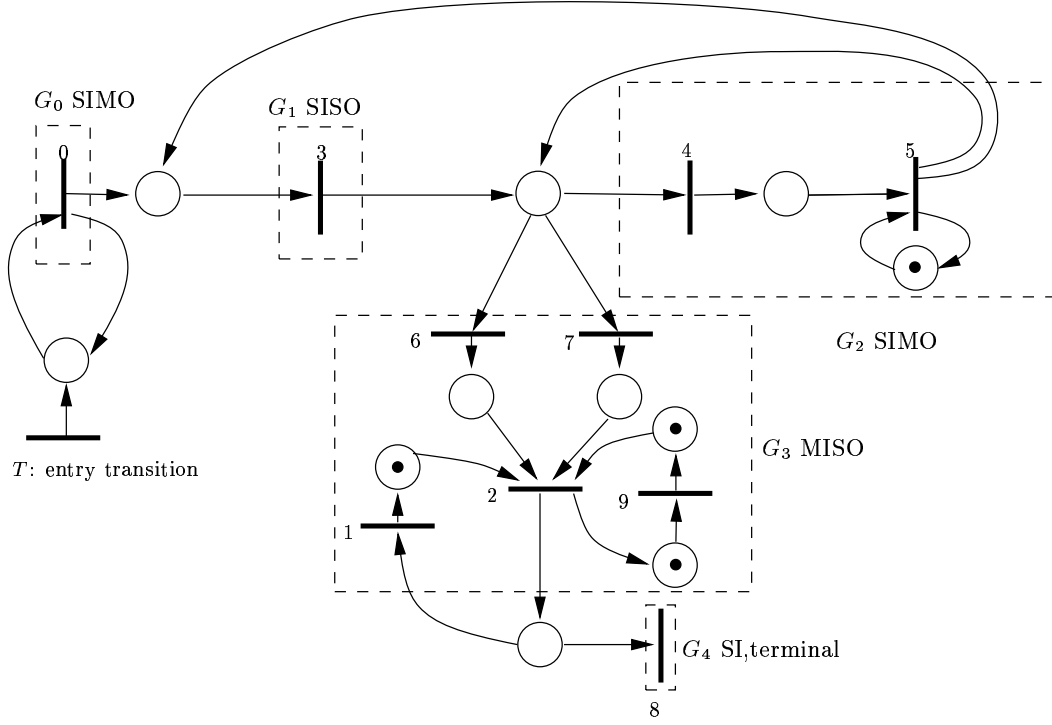 G₀ SIMO
0
G₁ SISO
3
4
5
G₂ SIMO
6
7
T: entry transition
G₃ MISO
2
9
1
G₄ SI,terminal
8